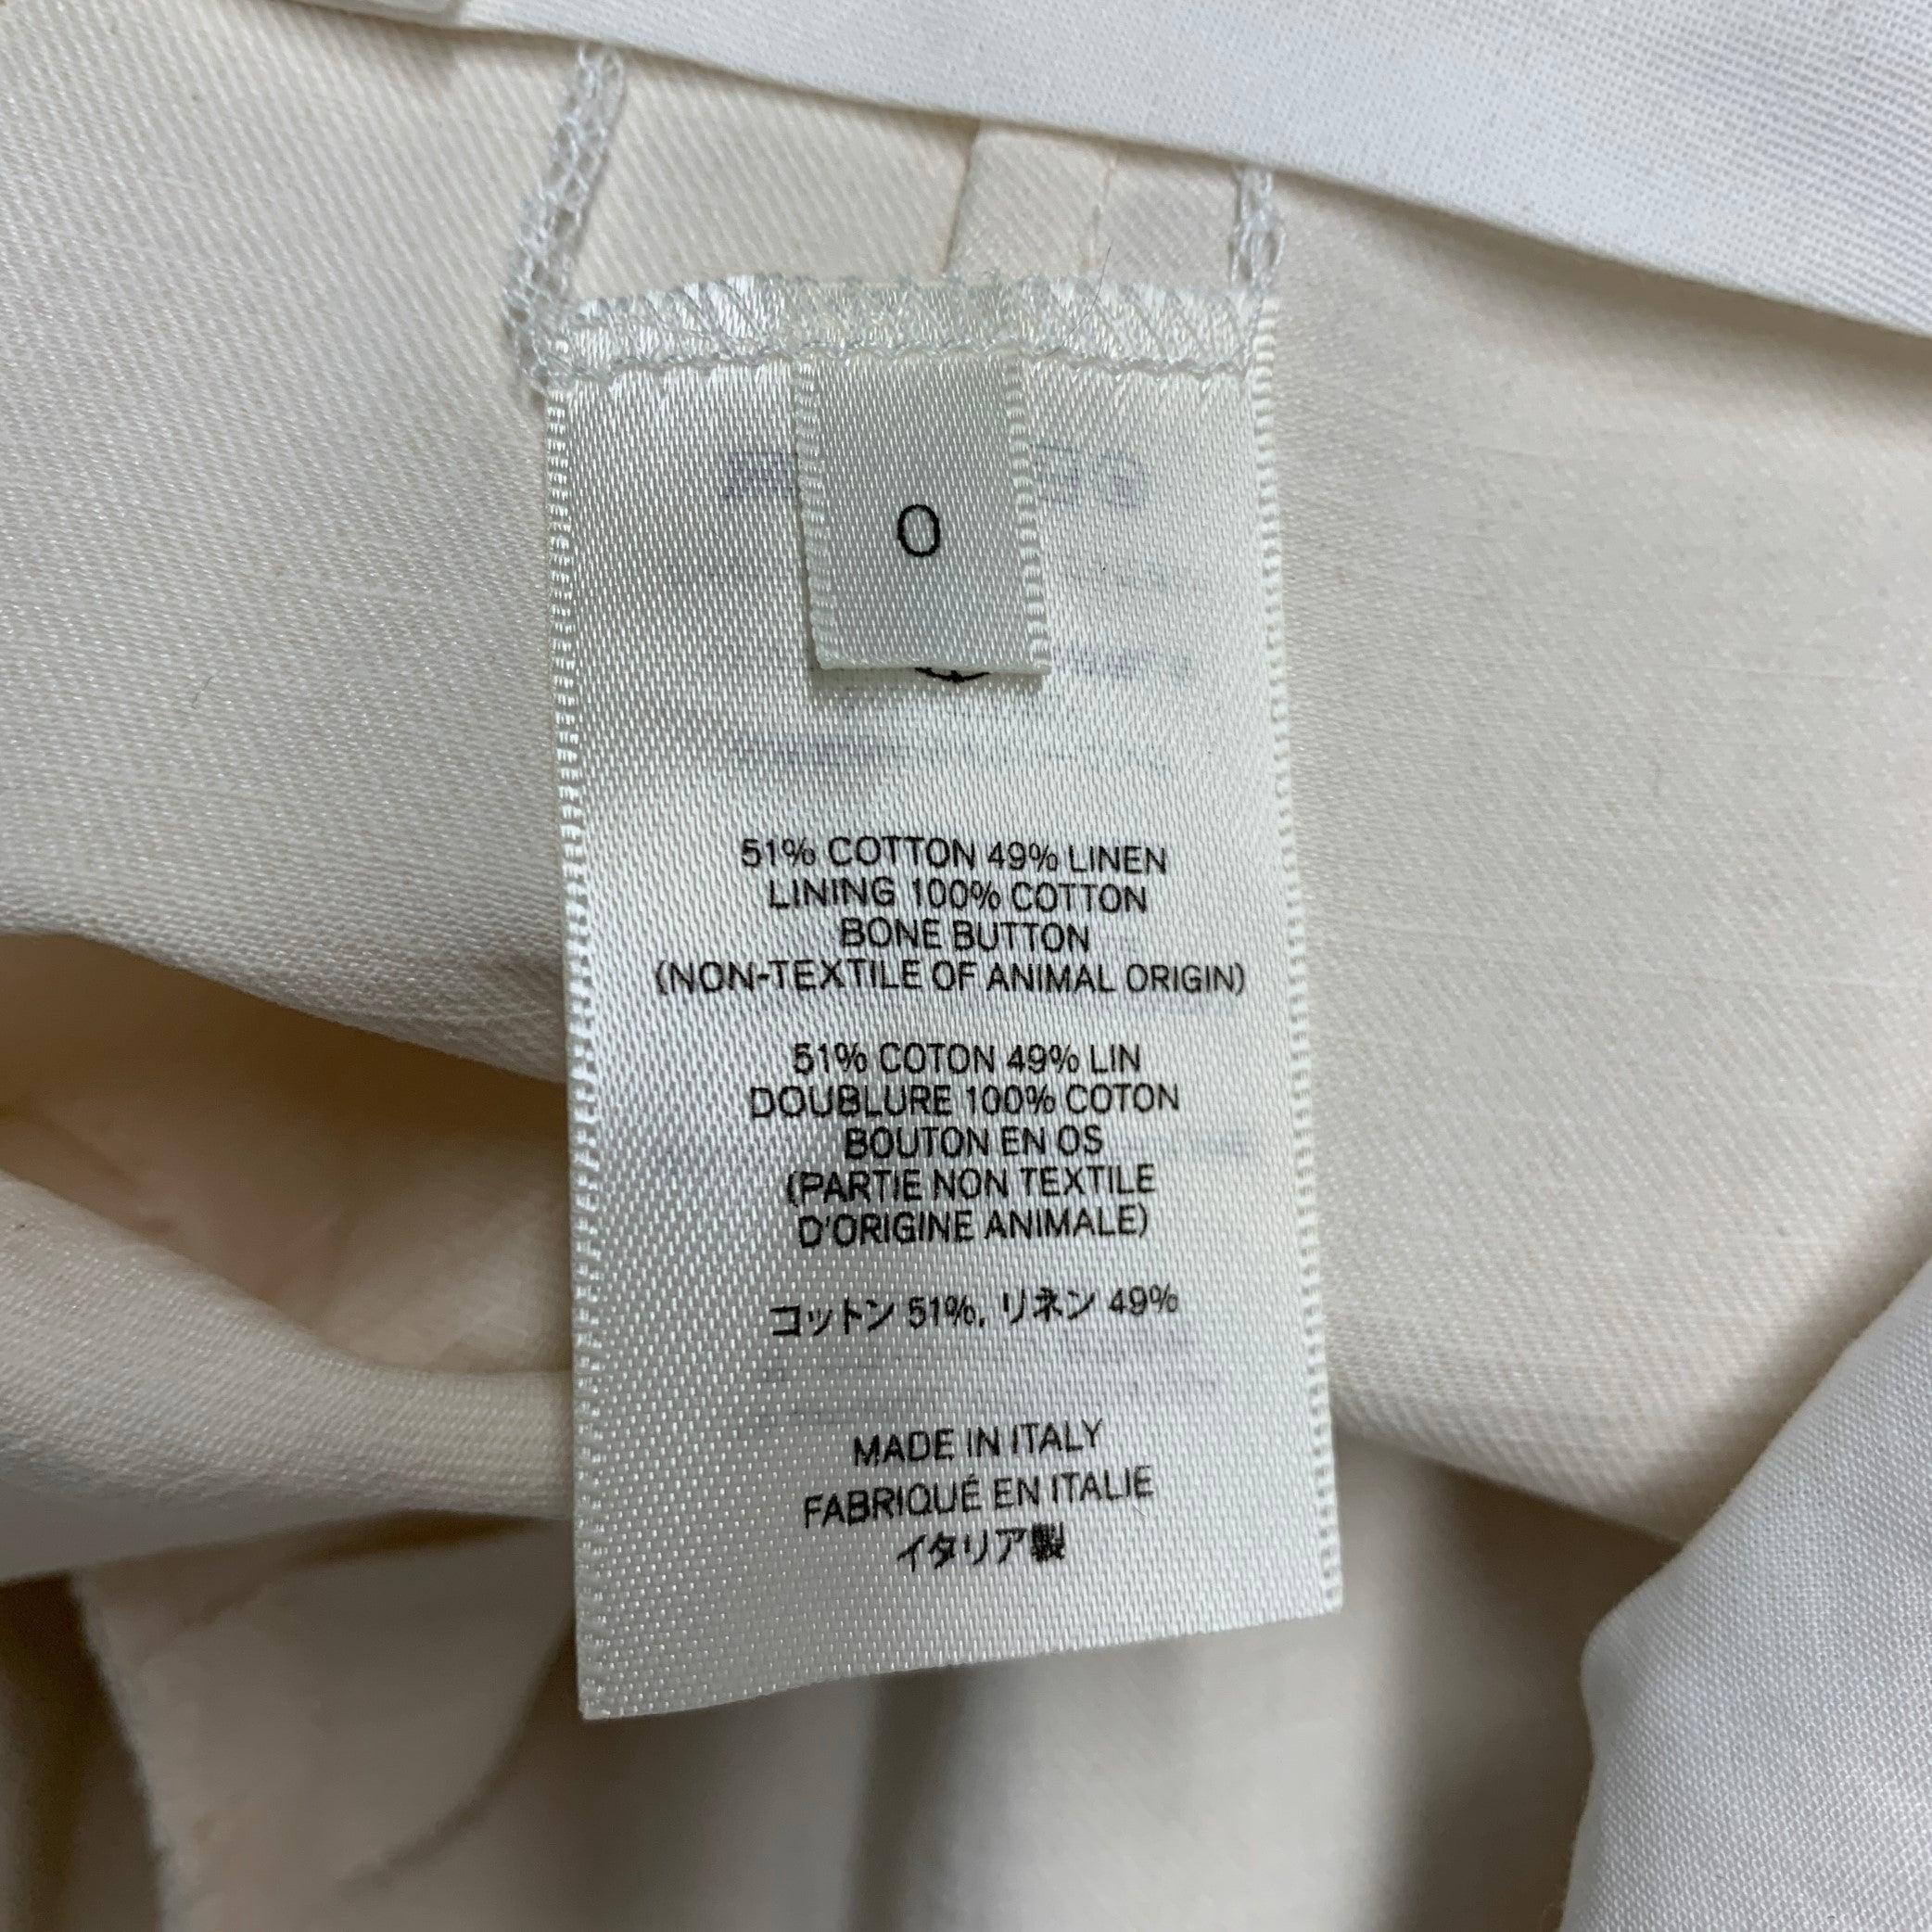 0
51% COTTON 49% LINEN
LINING 100% COTTON
BONE BUTTON
(NON-TEXTILE OF ANIMAL ORIGIN)
51% COTON 49% LIN
DOUBLURE 100% COTON
BOUTON EN OS
(PARTIE NON TEXTILE
D'ORIGINE ANIMALE)
コットン 51%, リネン 49%
MADE IN ITALY
FABRIQUÉ EN ITALIE
イタリア製